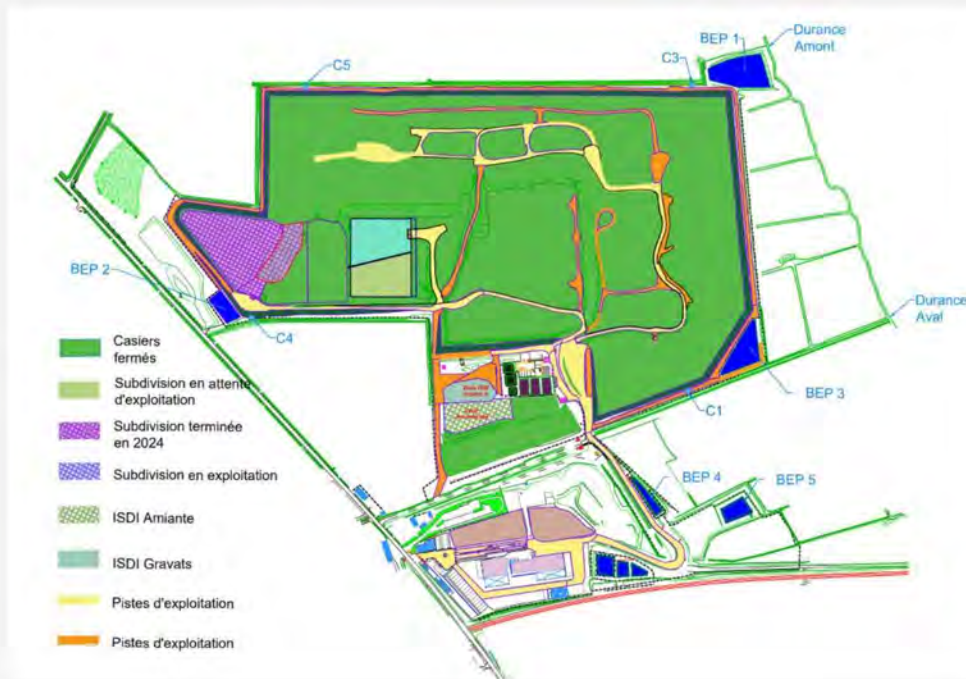 Durance
Amont
BEP 1
C3
C5
BEP 2
C4
Durance
Aval
BEP 3
C1
BEP 4
BEP 5
Casiers
fermés
Subdivision en attente
d'exploitation
Subdivision terminée
en 2024
Subdivision en exploitation
ISDI Amiante
ISDI Gravats
Pistes d'exploitation
Pistes d'exploitation